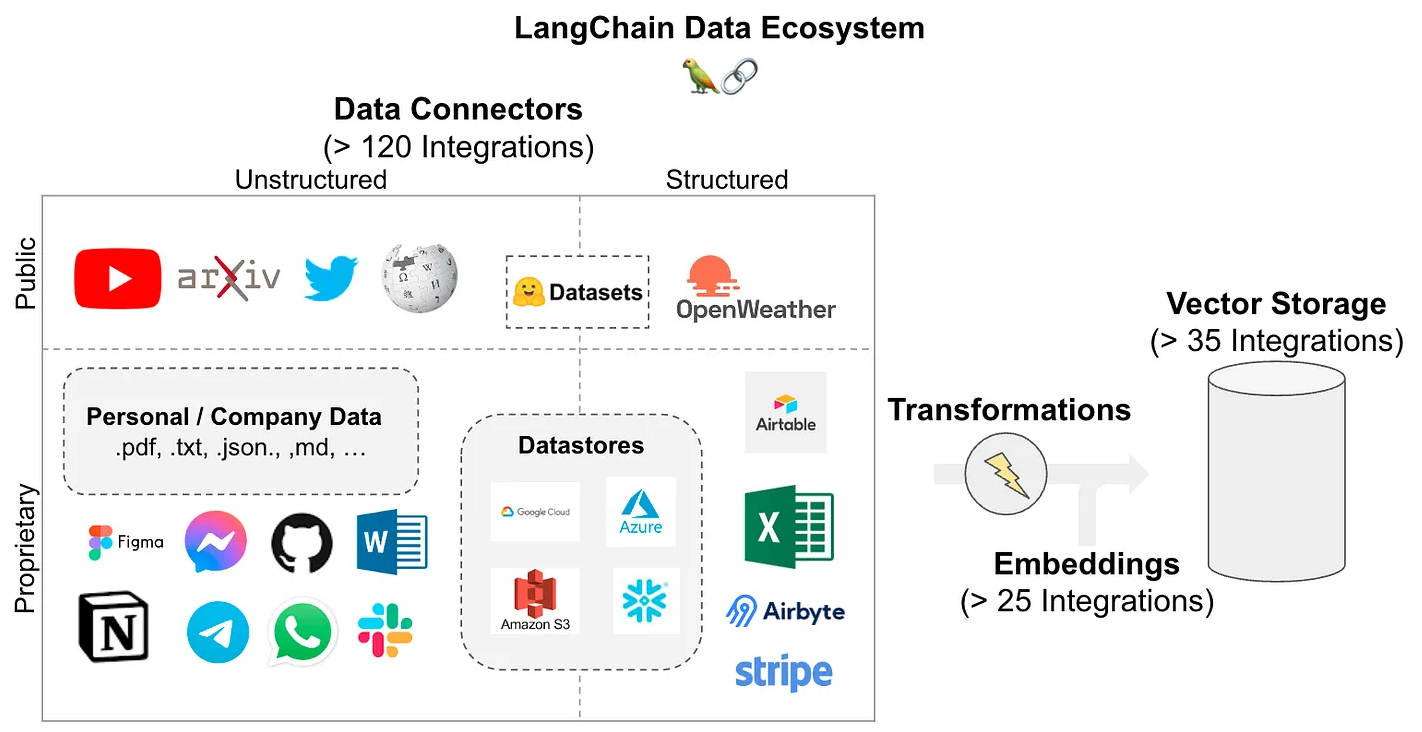 LangChain Data Ecosystem
Data Connectors
(> 120 Integrations)
Unstructured
Structured
Public
arXiv
Datasets
OpenWeather
Personal / Company Data
.pdf, .txt, .json., ,md, …
Proprietary
Figma
W
N
Datastores
Google Cloud
Azure
Amazon S3
Airtable
X
Airbyte
stripe
Transformations
Embeddings
(> 25 Integrations)
Vector Storage
(> 35 Integrations)